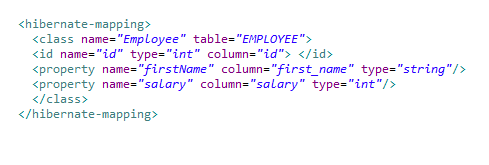 <hibernate-mapping>
<class name="Employee" table="EMPLOYEE">
<id name="id" type="int" column="id"> </id>
<property name="firstName" column="first_name" type="string"/>
<property name="salary" column="salary" type="int"/>
</class>
</hibernate-mapping>